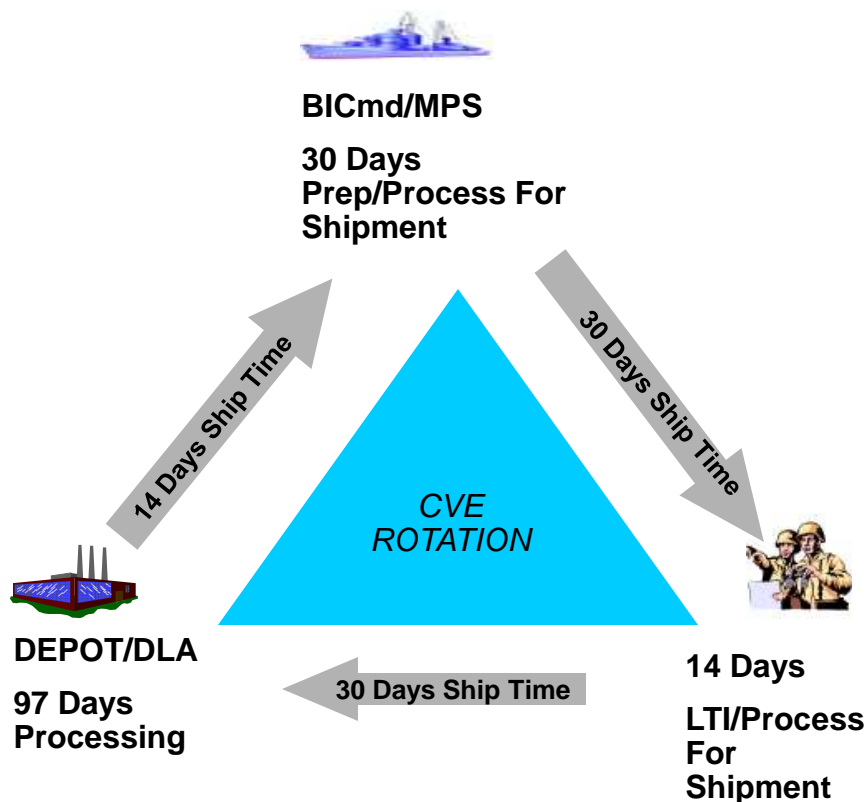 BICmd/MPS
30 Days
Prep/Process For
Shipment
14 Days Ship Time
30 Days Ship Time
CVE
ROTATION
DEPOT/DLA
97 Days
Processing
30 Days Ship Time
14 Days
LTI/Process
For
Shipment